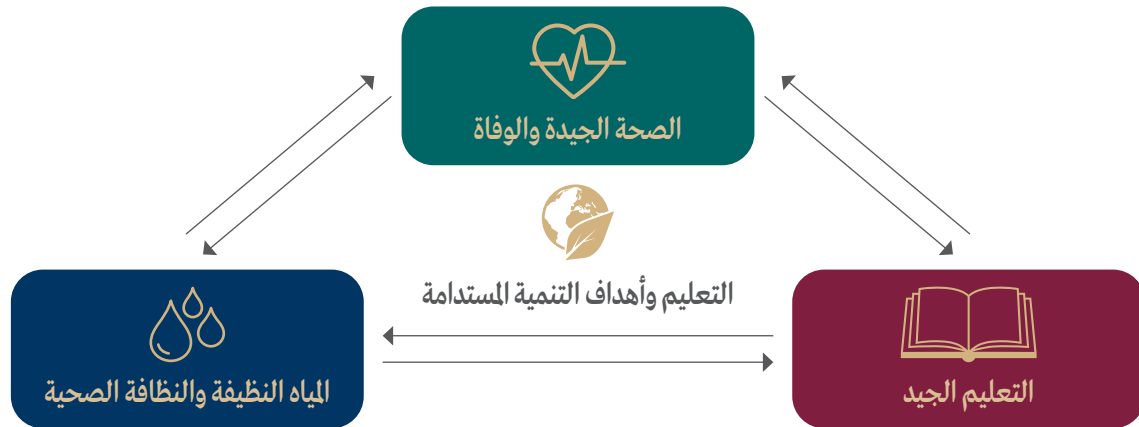 الصحة الجيدة والوفاة
التعليم وأهداف التنمية المستدامة
التعليم الجيد
المياه النظيفة والنظافة الصحية